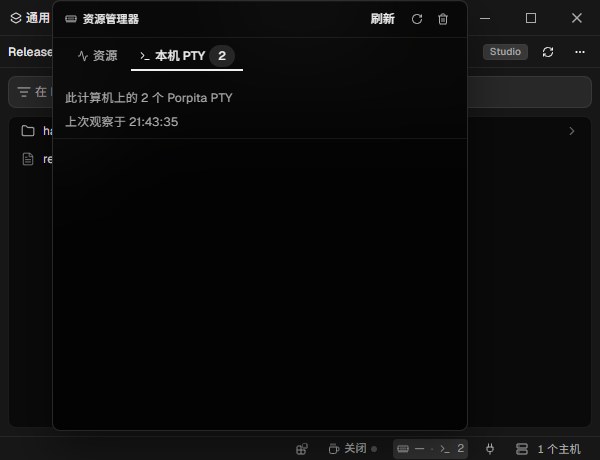 通用
资源管理器
刷新
Release
资源
本机 PTY
2
Studio
此计算机上的 2 个 Porpita PTY
上次观察于 21:43:35
在
re
关闭
— · 2
1 个主机